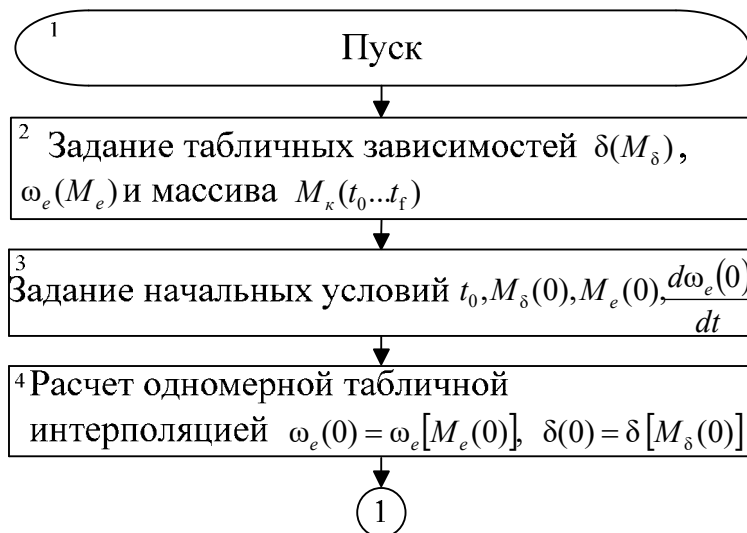 1
Пуск
2 Задание табличных зависимостей δ(M_δ),
ω_e(M_e) и массива M_к(t_0...t_f)
3
Задание начальных условий t_0, M_δ(0), M_e(0), dω_e(0)/dt
4 Расчет одномерной табличной
интерполяцией ω_e(0) = ω_e[M_e(0)], δ(0) = δ[M_δ(0)]
1